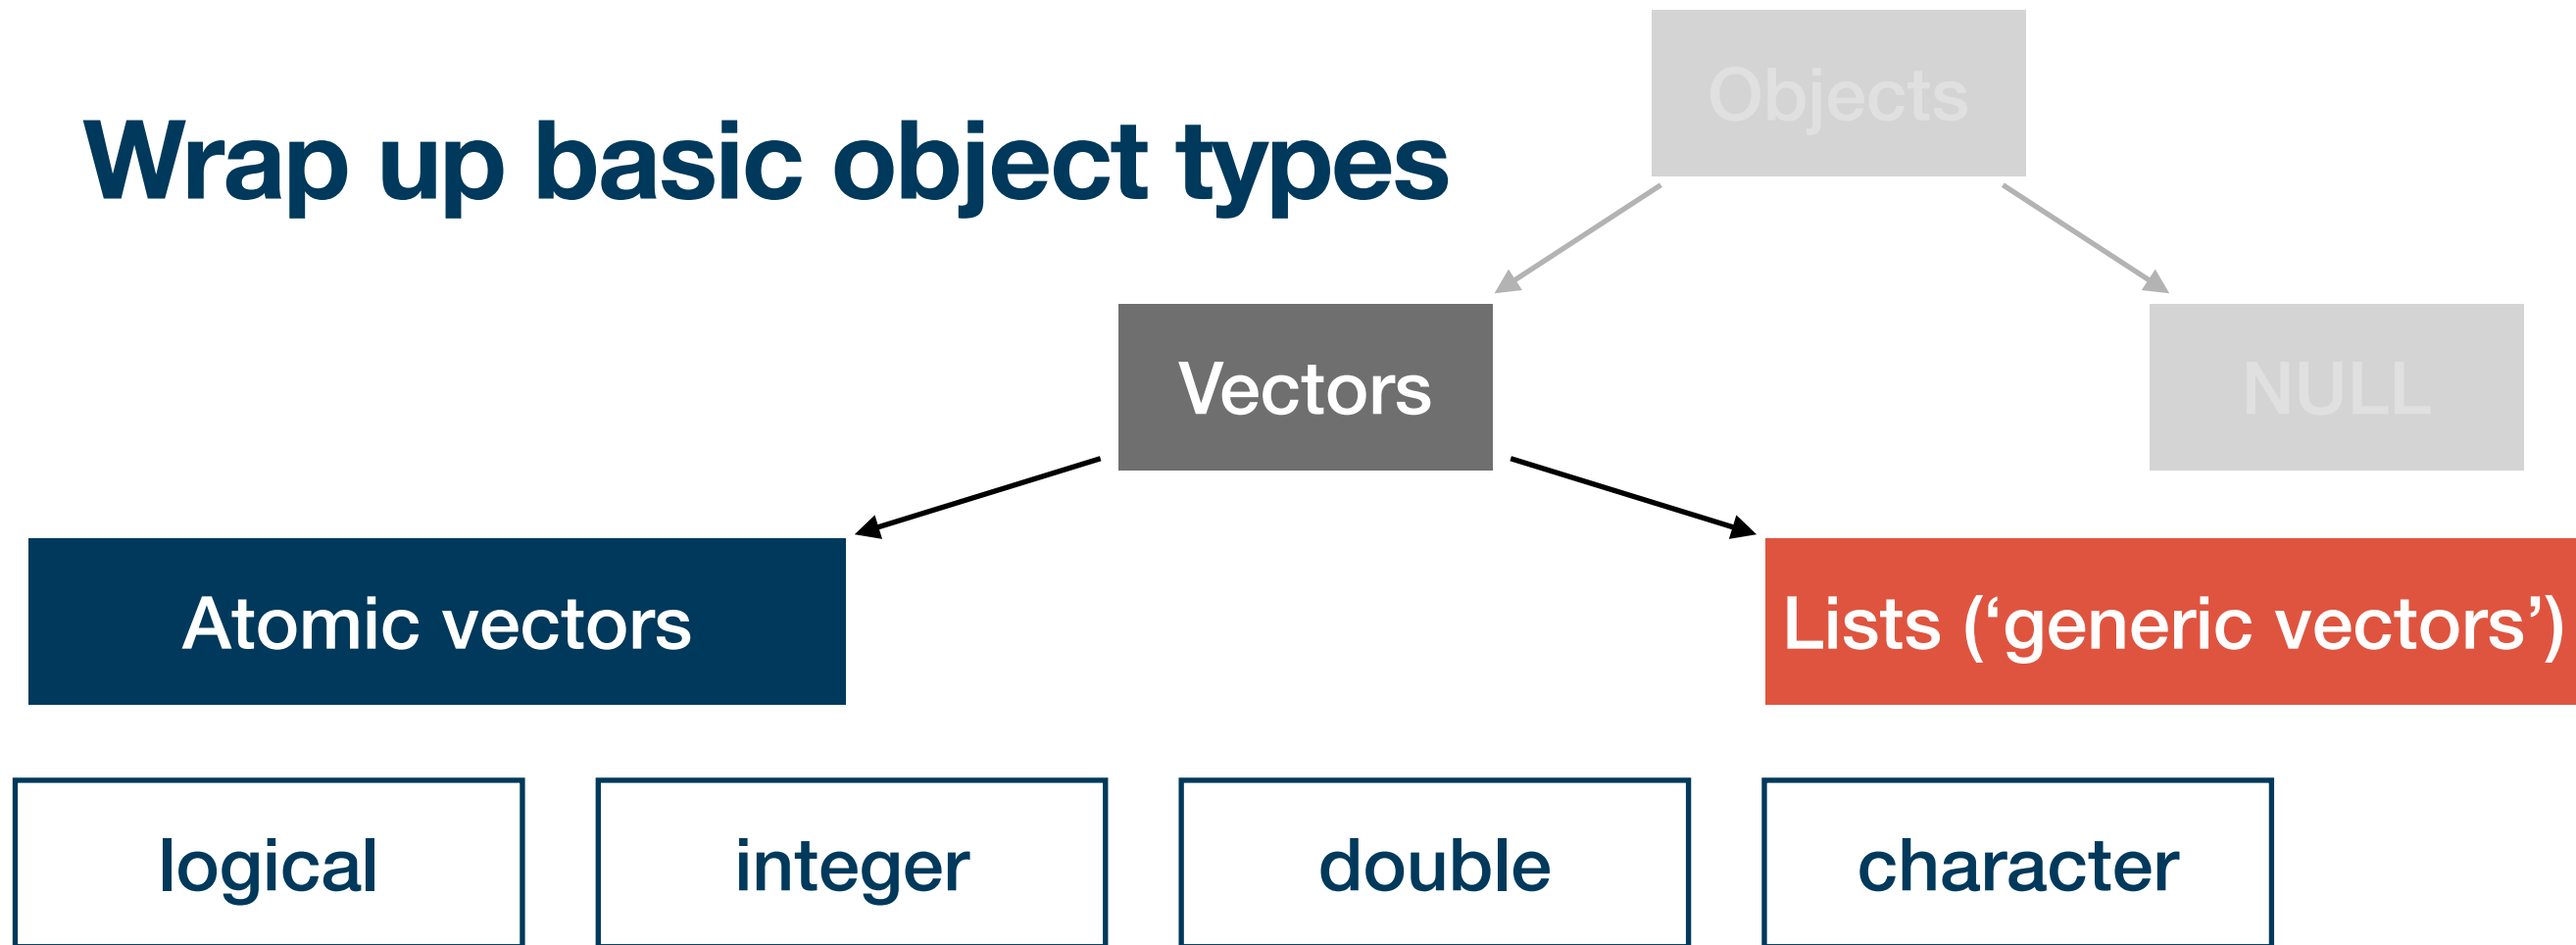 Objects
Wrap up basic object types
Vectors
NULL
Atomic vectors
Lists (‘generic vectors’)
logical
integer
double
character